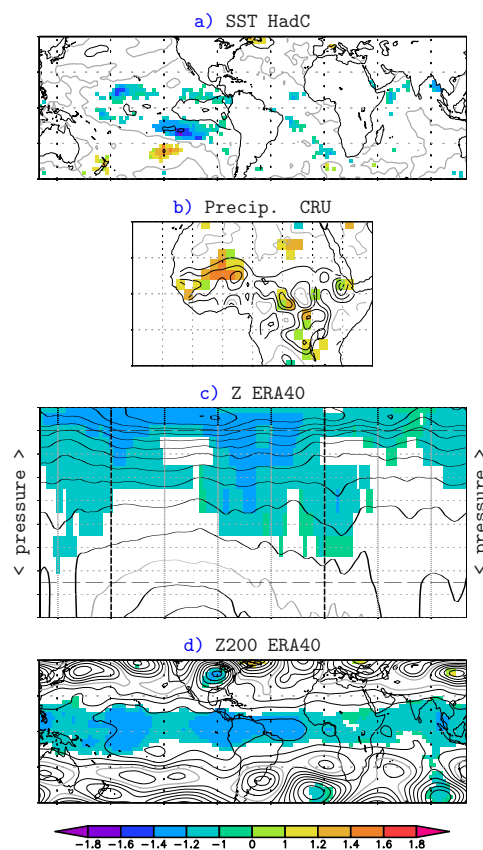 a) SST HadC
b) Precip. CRU
c) Z ERA40
< pressure >
< pressure >
d) Z200 ERA40
-1.8 -1.6 -1.4 -1.2 -1 0 1 1.2 1.4 1.6 1.8